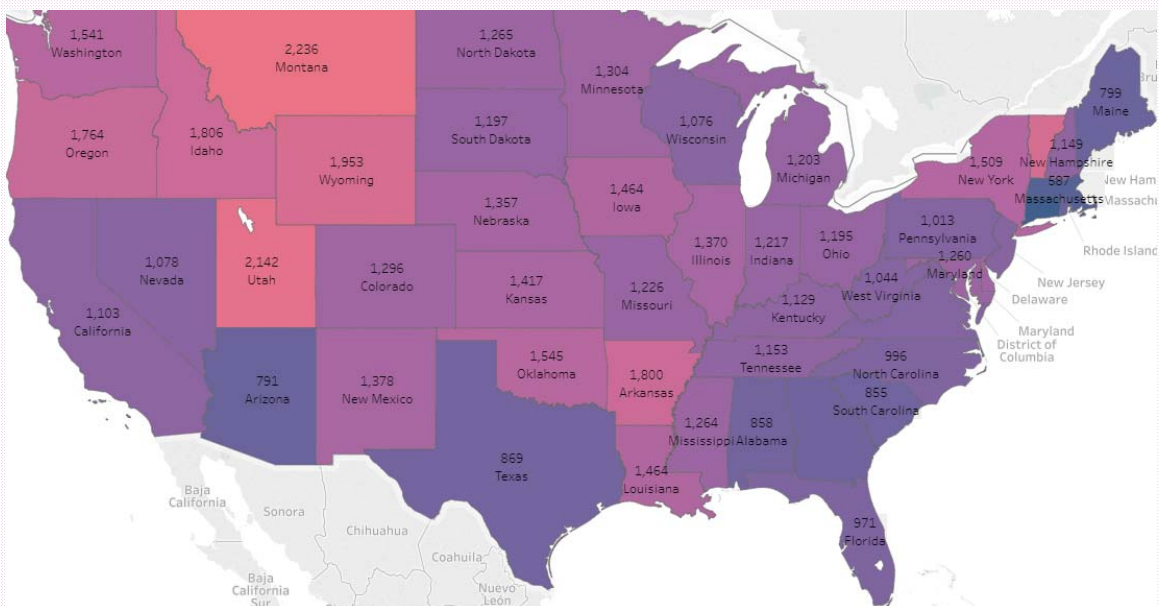 1,541
Washington
2,236
Montana
1,265
North Dakota
1,304
Minnesota
799
Maine
1,764
Oregon
1,806
Idaho
1,953
Wyoming
1,197
South Dakota
1,076
Wisconsin
1,203
Michigan
1,509
New York
1,149
New Hampshire
587
Massachusetts
New Ham
Massachu
1,078
Nevada
2,142
Utah
1,296
Colorado
1,357
Nebraska
1,464
Iowa
1,370
Illinois
1,217
Indiana
1,195
Ohio
1,013
Pennsylvania
Rhode Island
1,103
California
1,417
Kansas
1,226
Missouri
1,129
Kentucky
1,044
West Virginia
1,260
Maryland
New Jersey
Delaware
Maryland
District of
Columbia
791
Arizona
1,378
New Mexico
1,545
Oklahoma
1,800
Arkansas
1,153
Tennessee
996
North Carolina
855
South Carolina
869
Texas
1,464
Louisiana
1,264
Mississippi
858
Alabama
971
Florida
Baja
California
Sonora
Chihuahua
Coahuila
Baja
California
Sur
Nuevo
León